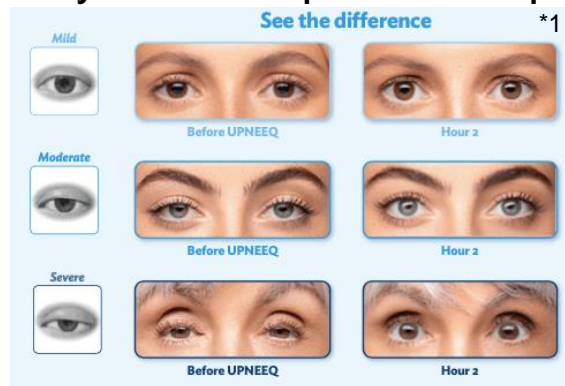 See the difference
*1
Mild
Before UPNEEQ
Hour 2
Moderate
Before UPNEEQ
Hour 2
Severe
Before UPNEEQ
Hour 2